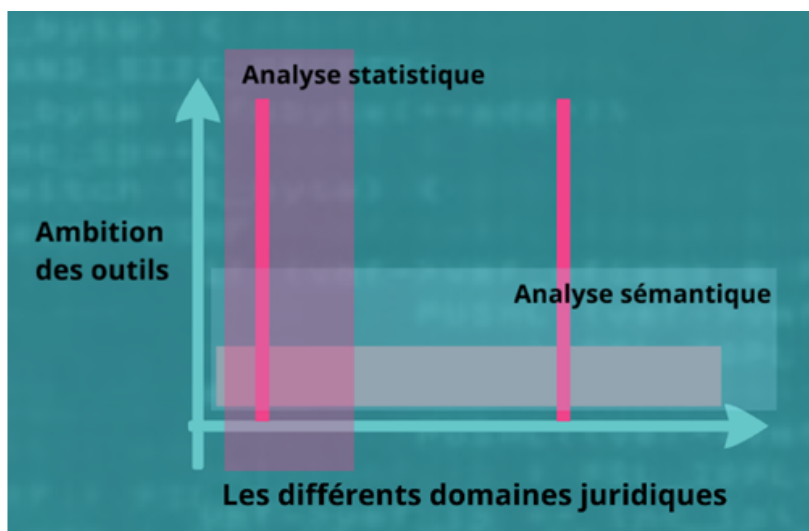 Analyse statistique
Ambition
des outils
Analyse sémantique
Les différents domaines juridiques